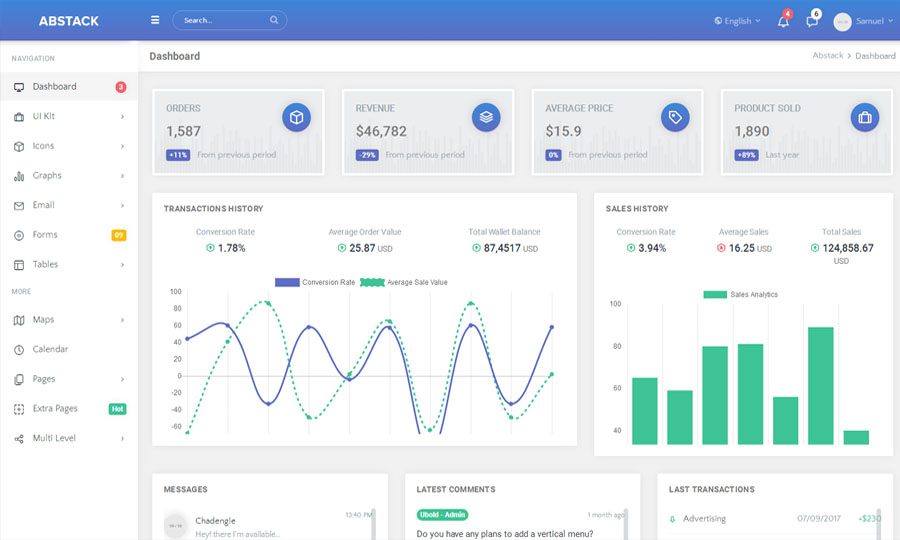 ABSTACK
Search...
English
4
6
Samuel
NAVIGATION
Dashboard
3
UI Kit
Icons
Graphs
Email
Forms
09
Tables
MORE
Maps
Calendar
Pages
Extra Pages
Hot
Multi Level
Dashboard
Abstack > Dashboard
ORDERS
1,587
+11% From previous period
REVENUE
$46,782
-29% From previous period
AVERAGE PRICE
$15.9
0% From previous period
PRODUCT SOLD
1,890
+89% Last year
TRANSACTIONS HISTORY
Conversion Rate Average Order Value Total Wallet Balance
1.78% 25.87 USD 87,4517 USD
Conversion Rate Average Sale Value
100
80
60
40
20
0
-20
-40
-60
SALES HISTORY
Conversion Rate Average Sales Total Sales
3.94% 16.25 USD 124,858.67
USD
Sales Analytics
100
80
60
40
MESSAGES
Chadengle
13:40 PM
Hey! there I'm available...
LATEST COMMENTS
Ubold - Admin
1 month ago
Do you have any plans to add a vertical menu?
LAST TRANSACTIONS
Advertising 07/09/2017 +$230